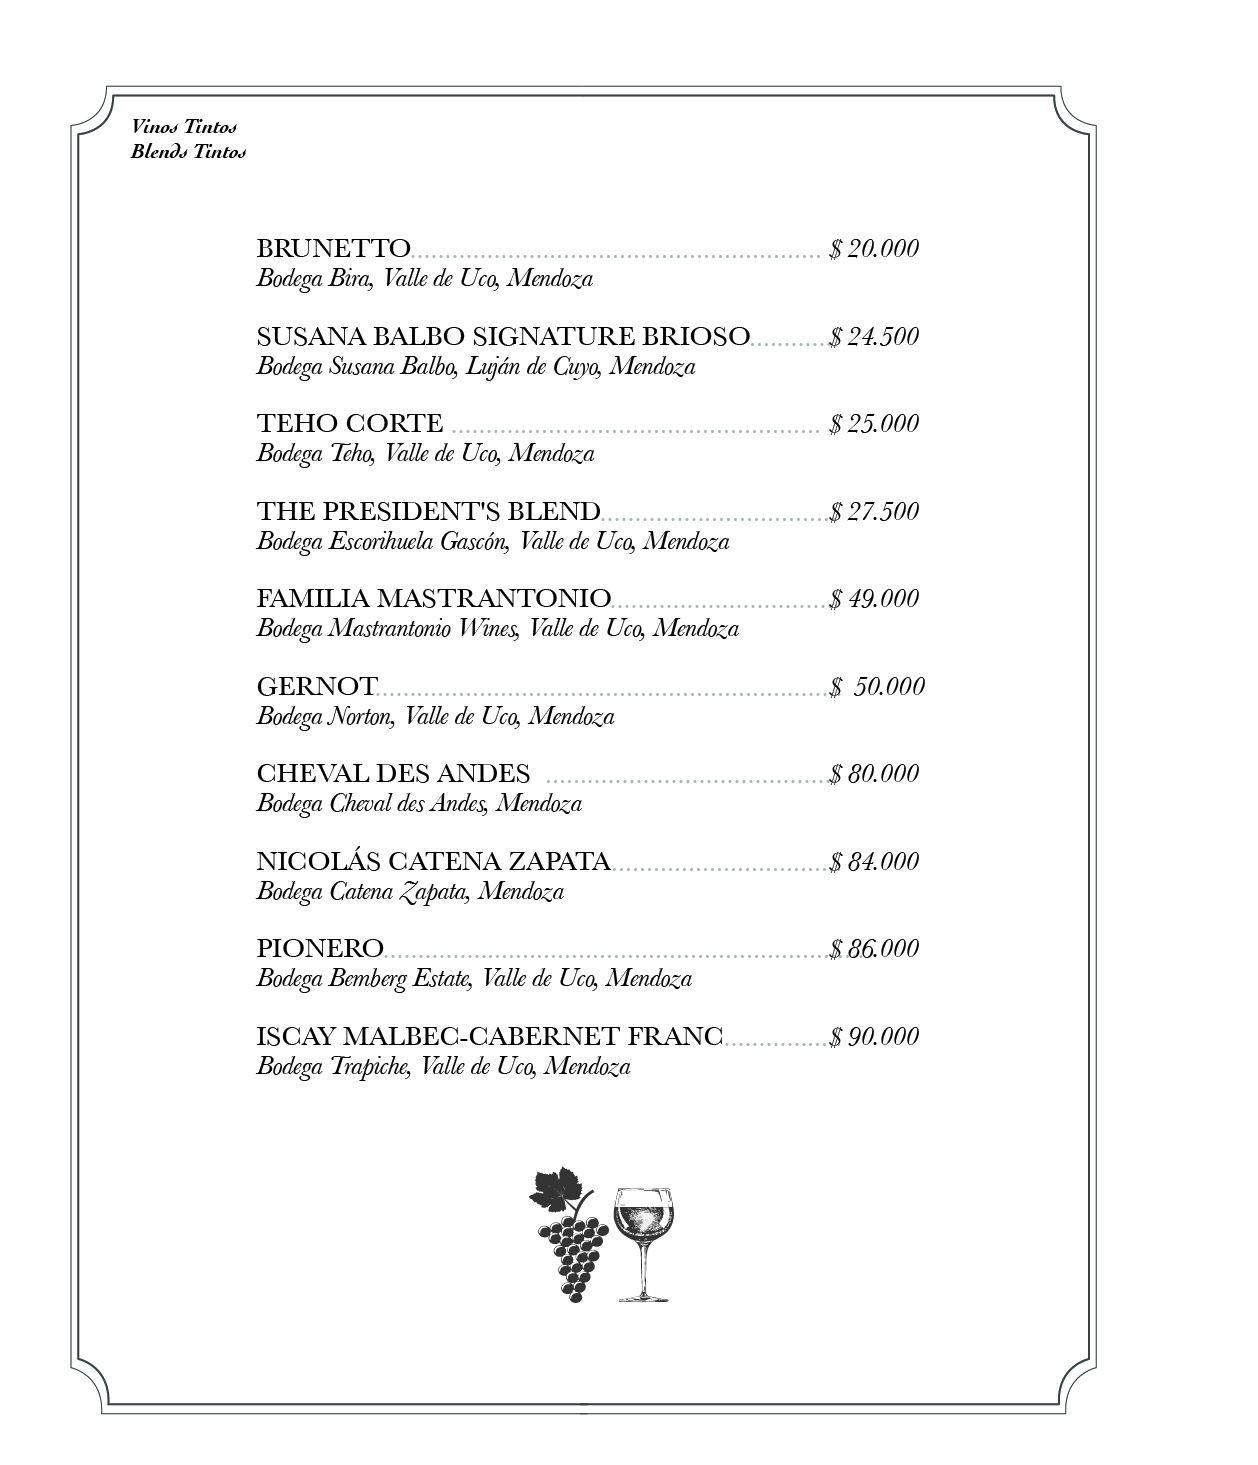 Vinos Tintos
Blends Tintos
BRUNETTO........................................................... $ 20.000
Bodega Bira, Valle de Uco, Mendoza
SUSANA BALBO SIGNATURE BRIOSO...........$ 24.500
Bodega Susana Balbo, Luján de Cuyo, Mendoza
TEHO CORTE ..................................................... $ 25.000
Bodega Teho, Valle de Uco, Mendoza
THE PRESIDENT'S BLEND.................................$ 27.500
Bodega Escorihuela Gascón, Valle de Uco, Mendoza
FAMILIA MASTRANTONIO...............................$ 49.000
Bodega Mastrantonio Wines, Valle de Uco, Mendoza
GERNOT.................................................................$ 50.000
Bodega Norton, Valle de Uco, Mendoza
CHEVAL DES ANDES .........................................$ 80.000
Bodega Cheval des Andes, Mendoza
NICOLÁS CATENA ZAPATA...............................$ 84.000
Bodega Catena Zapata, Mendoza
PIONERO................................................................$ 86.000
Bodega Bemberg Estate, Valle de Uco, Mendoza
ISCAY MALBEC-CABERNET FRANC...............$ 90.000
Bodega Trapiche, Valle de Uco, Mendoza